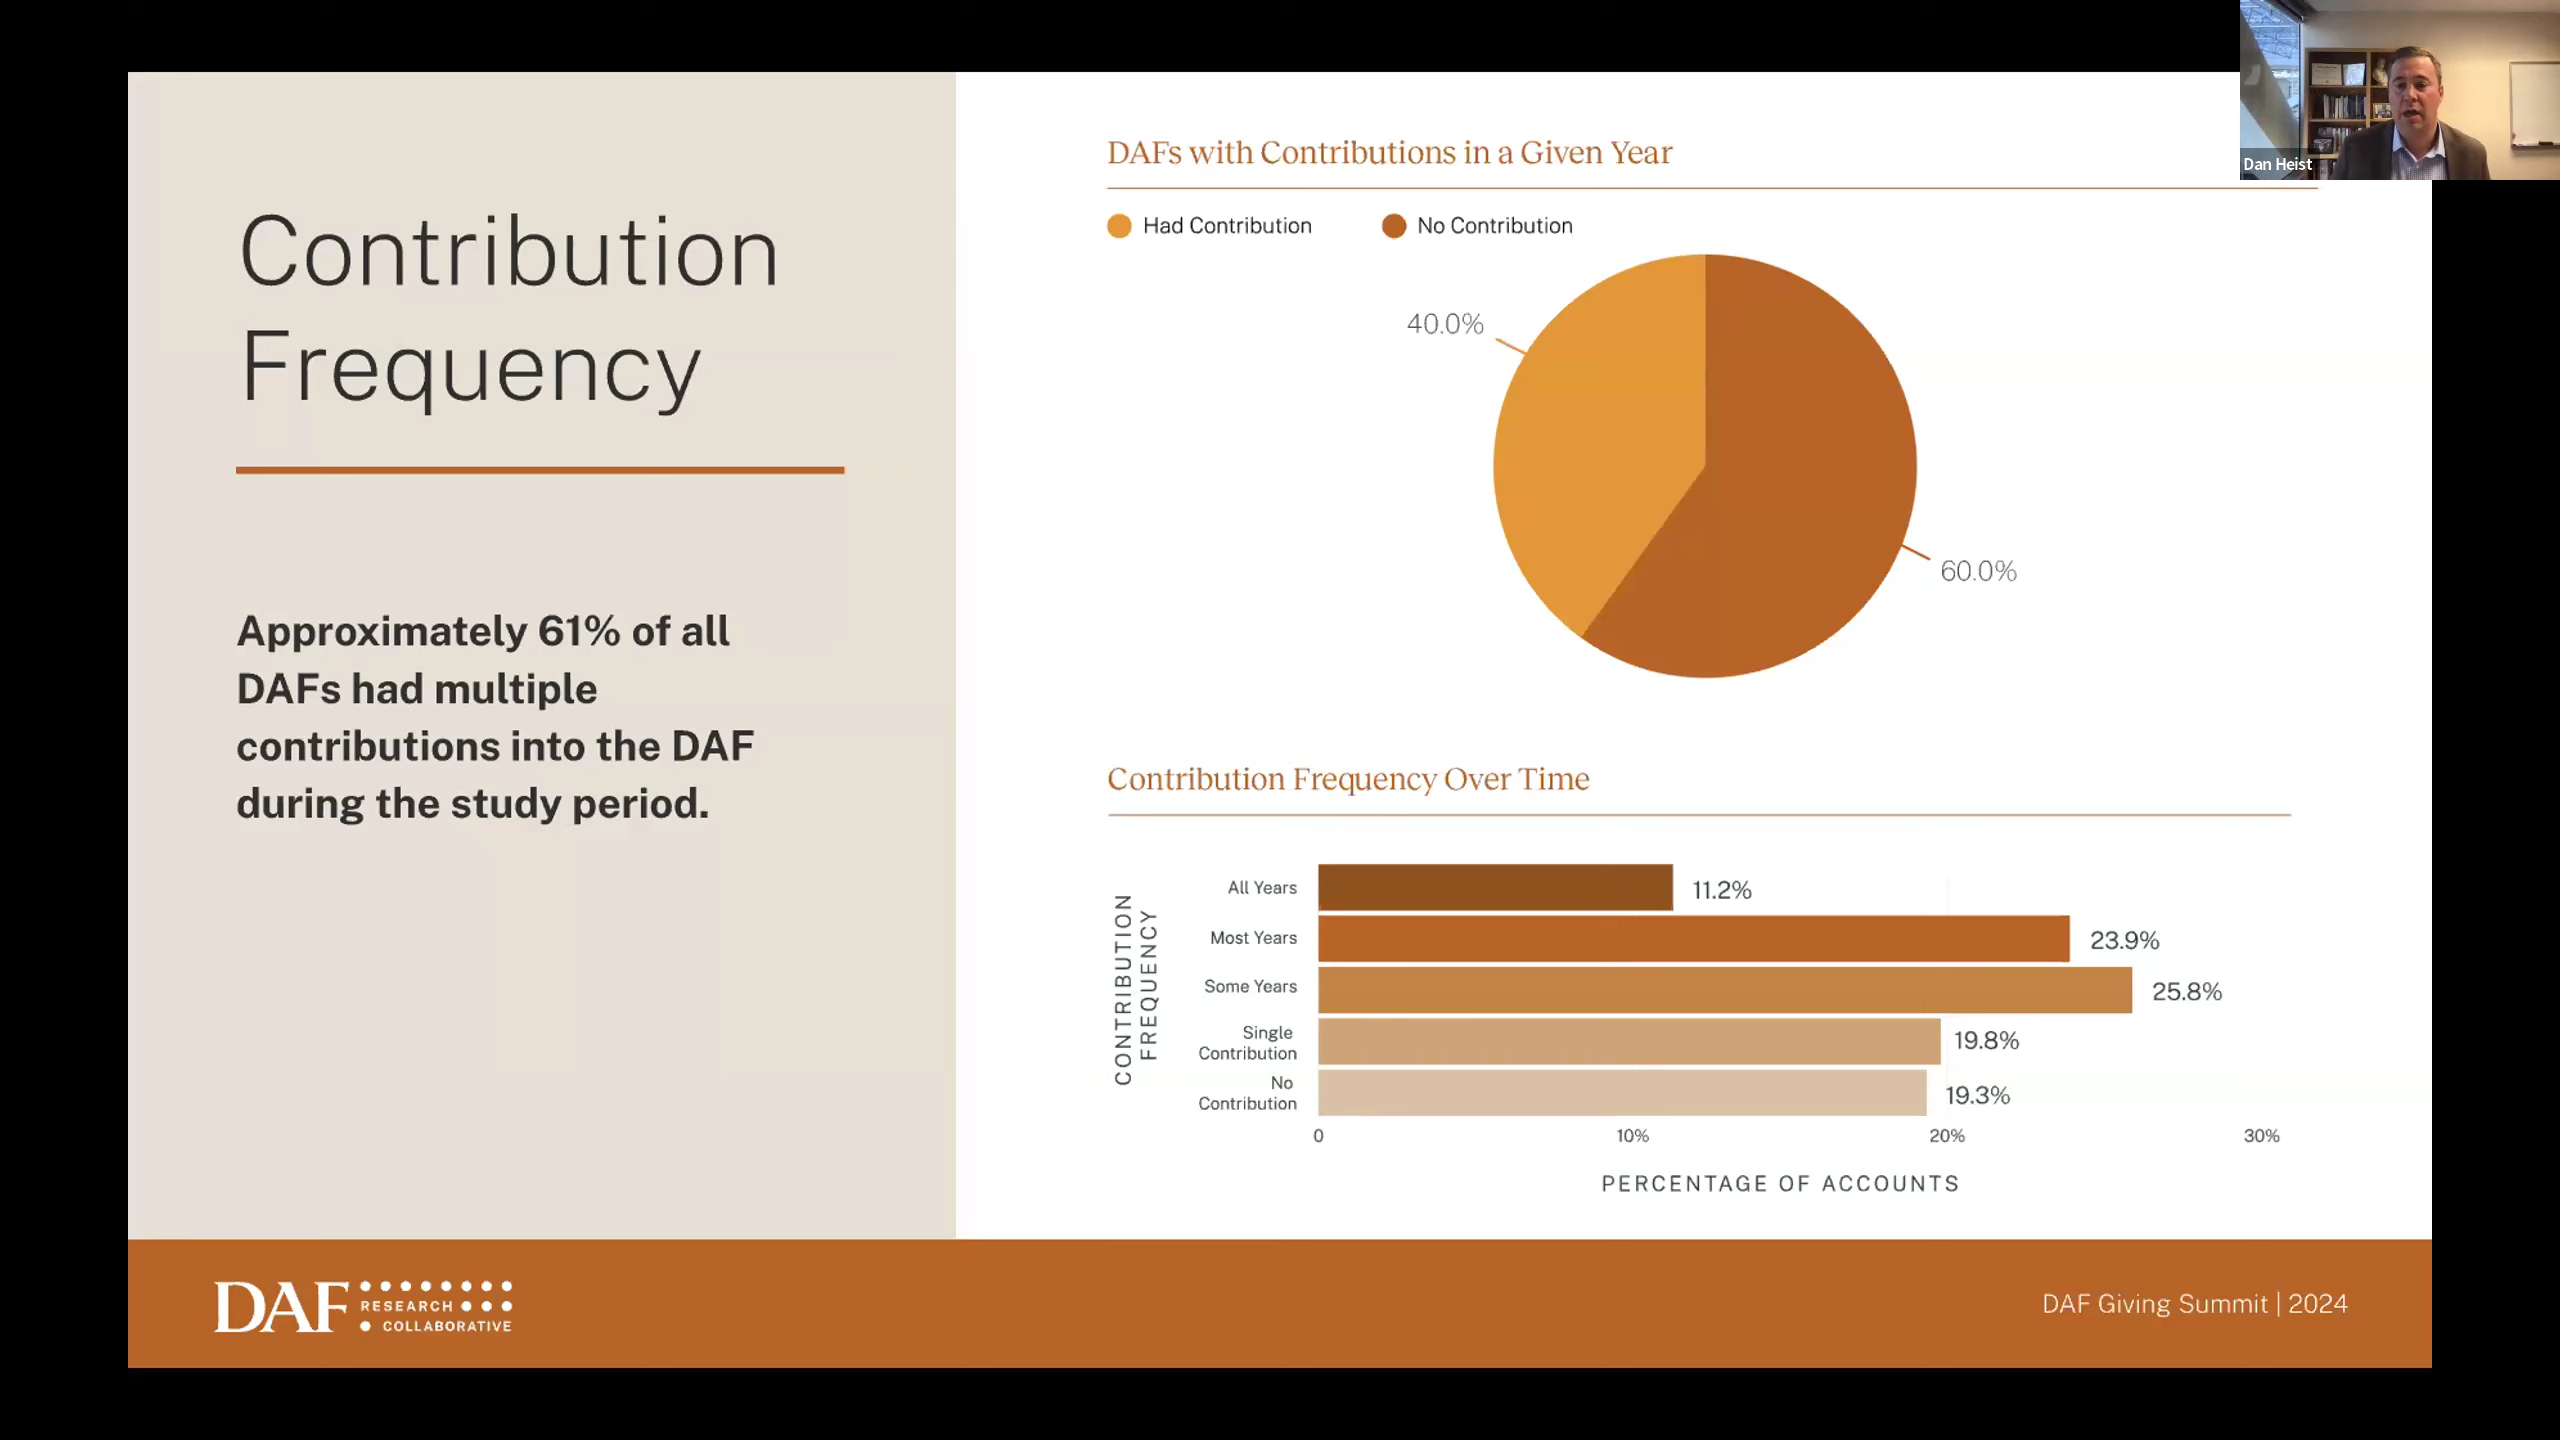 Dan Heist
Contribution
Frequency
Approximately 61% of all
DAFs had multiple
contributions into the DAF
during the study period.
DAFs with Contributions in a Given Year
Had Contribution
No Contribution
40.0%
60.0%
Contribution Frequency Over Time
CONTRIBUTION
FREQUENCY
All Years
11.2%
Most Years
23.9%
Some Years
25.8%
Single
Contribution
19.8%
No
Contribution
19.3%
0 10% 20% 30%
PERCENTAGE OF ACCOUNTS
DAF
RESEARCH
COLLABORATIVE
DAF Giving Summit | 2024